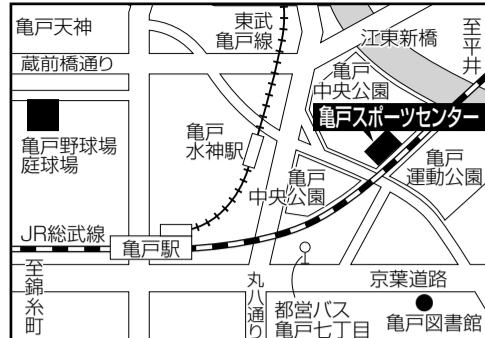 亀戸天神
蔵前橋通り
東武
亀戸線
江東新橋
至平井
亀戸
中央公園
亀戸スポーツセンター
亀戸野球場
庭球場
亀戸
水神駅
亀戸
中央公園
亀戸
運動公園
JR総武線
亀戸駅
至錦糸町
丸八通り
都営バス
亀戸七丁目
京葉道路
亀戸図書館